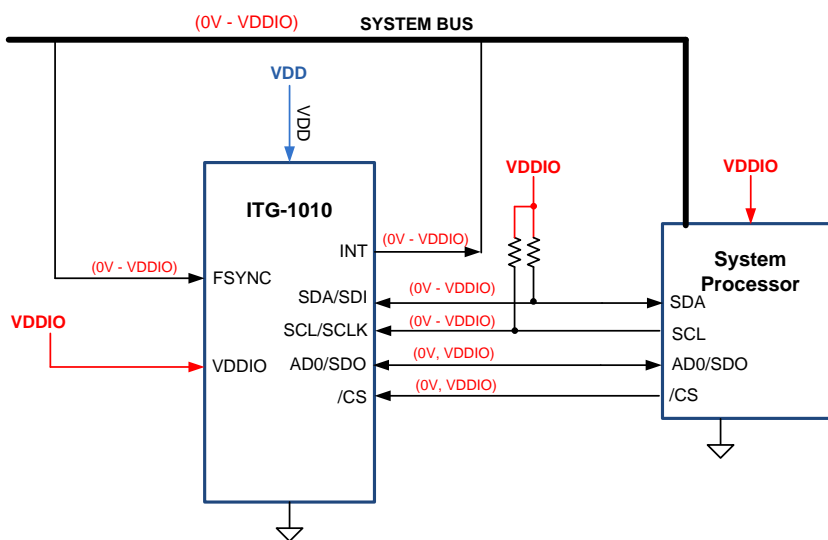 (0V - VDDIO)
SYSTEM BUS
VDD
VDD
VDDIO
VDDIO
ITG-1010
System
Processor
INT
(0V - VDDIO)
(0V - VDDIO)
FSYNC
SDA/SDI
(0V - VDDIO)
SDA
VDDIO
SCL/SCLK
(0V - VDDIO)
SCL
VDDIO
AD0/SDO
(0V, VDDIO)
AD0/SDO
/CS
(0V, VDDIO)
/CS